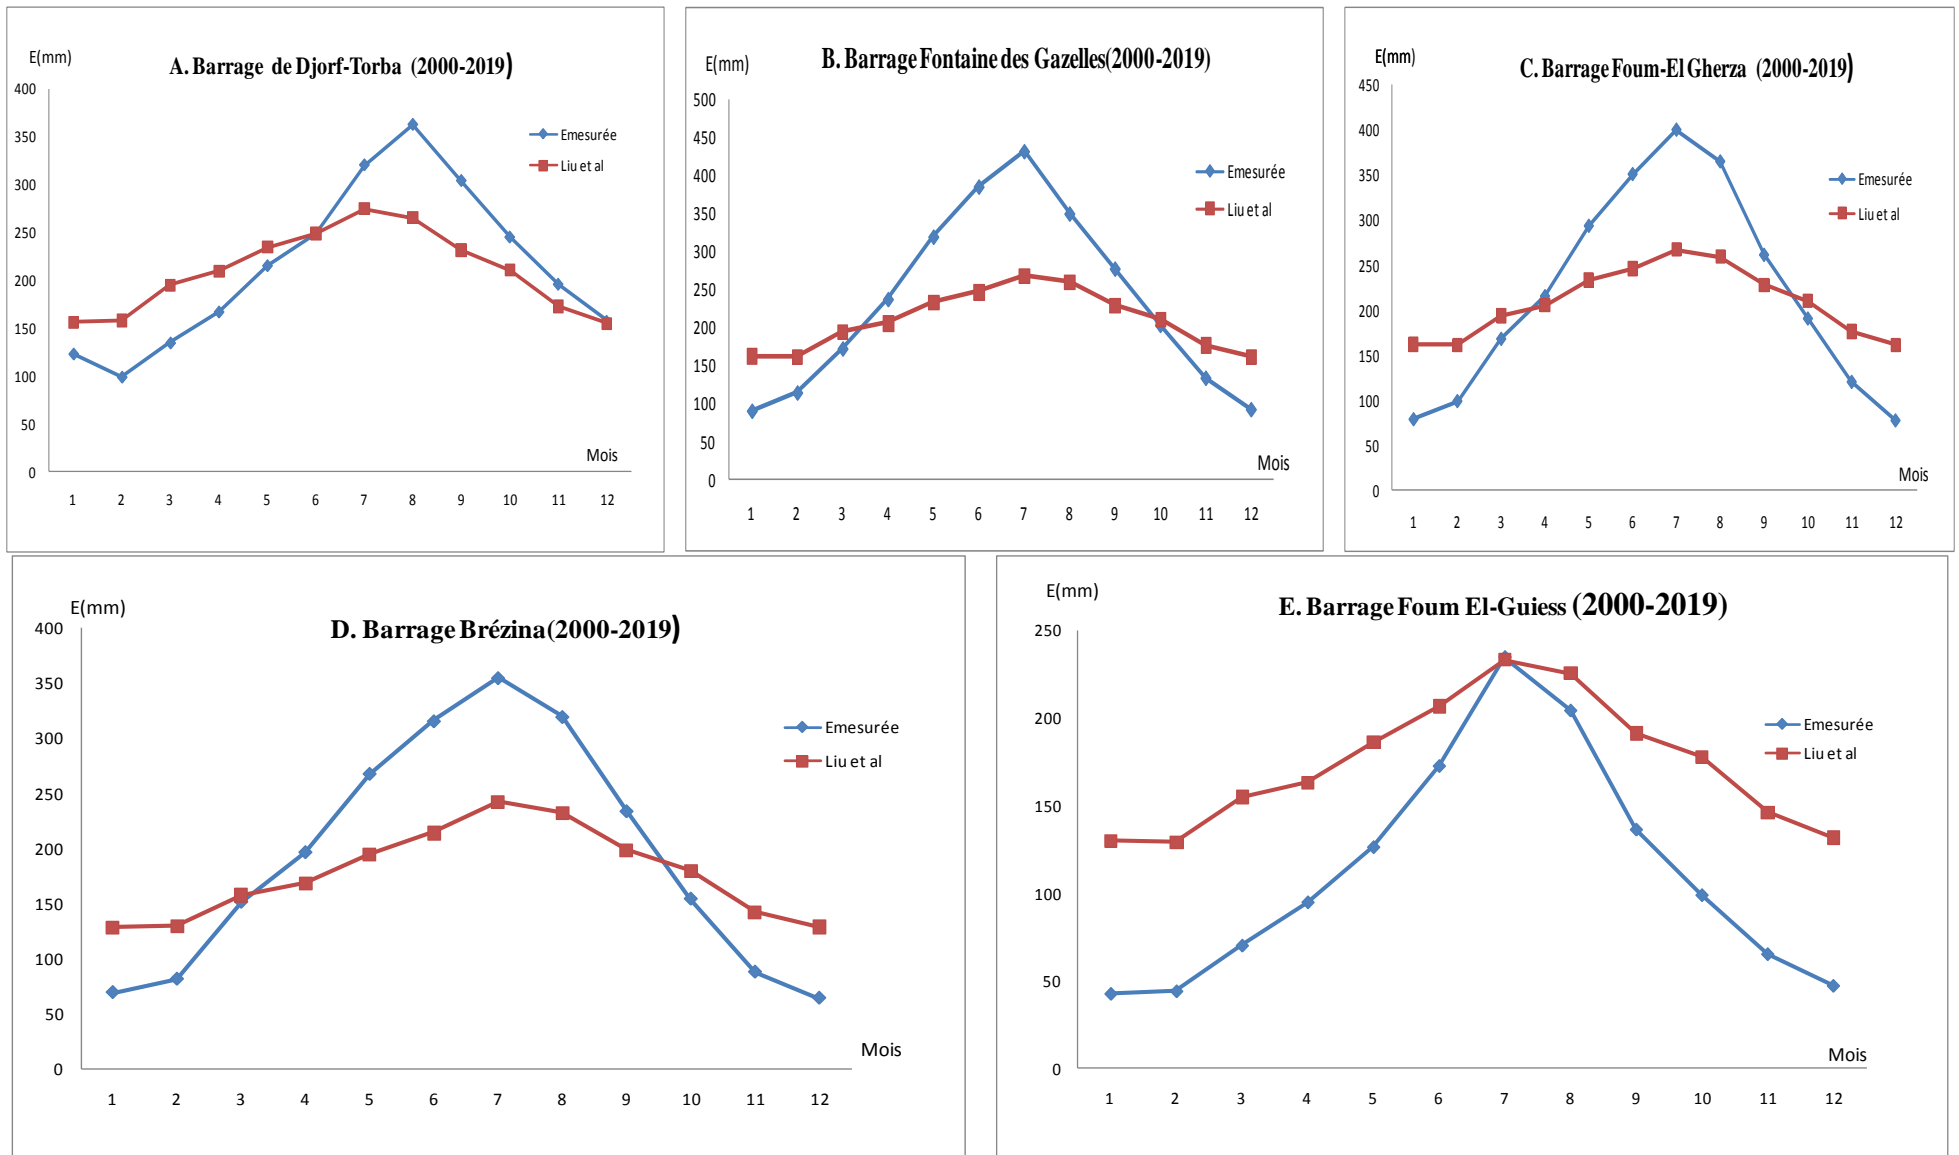 A. Barrage de Djorf-Torba (2000-2019)
E(mm)
400
350
300
250
200
150
100
50
0
Emesurée
Liu et al
Mois
1 2 3 4 5 6 7 8 9 10 11 12
B. Barrage Fontaine des Gazelles(2000-2019)
E(mm)
500
450
400
350
300
250
200
150
100
50
0
Emesurée
Liu et al
Mois
1 2 3 4 5 6 7 8 9 10 11 12
C. Barrage Foum-El Gherza (2000-2019)
E(mm)
450
400
350
300
250
200
150
100
50
0
Emesurée
Liu et al
Mois
1 2 3 4 5 6 7 8 9 10 11 12
D. Barrage Brézina(2000-2019)
E(mm)
400
350
300
250
200
150
100
50
0
Emesurée
Liu et al
Mois
1 2 3 4 5 6 7 8 9 10 11 12
E. Barrage Foum El-Guiess (2000-2019)
E(mm)
250
200
150
100
50
0
Emesurée
Liu et al
Mois
1 2 3 4 5 6 7 8 9 10 11 12